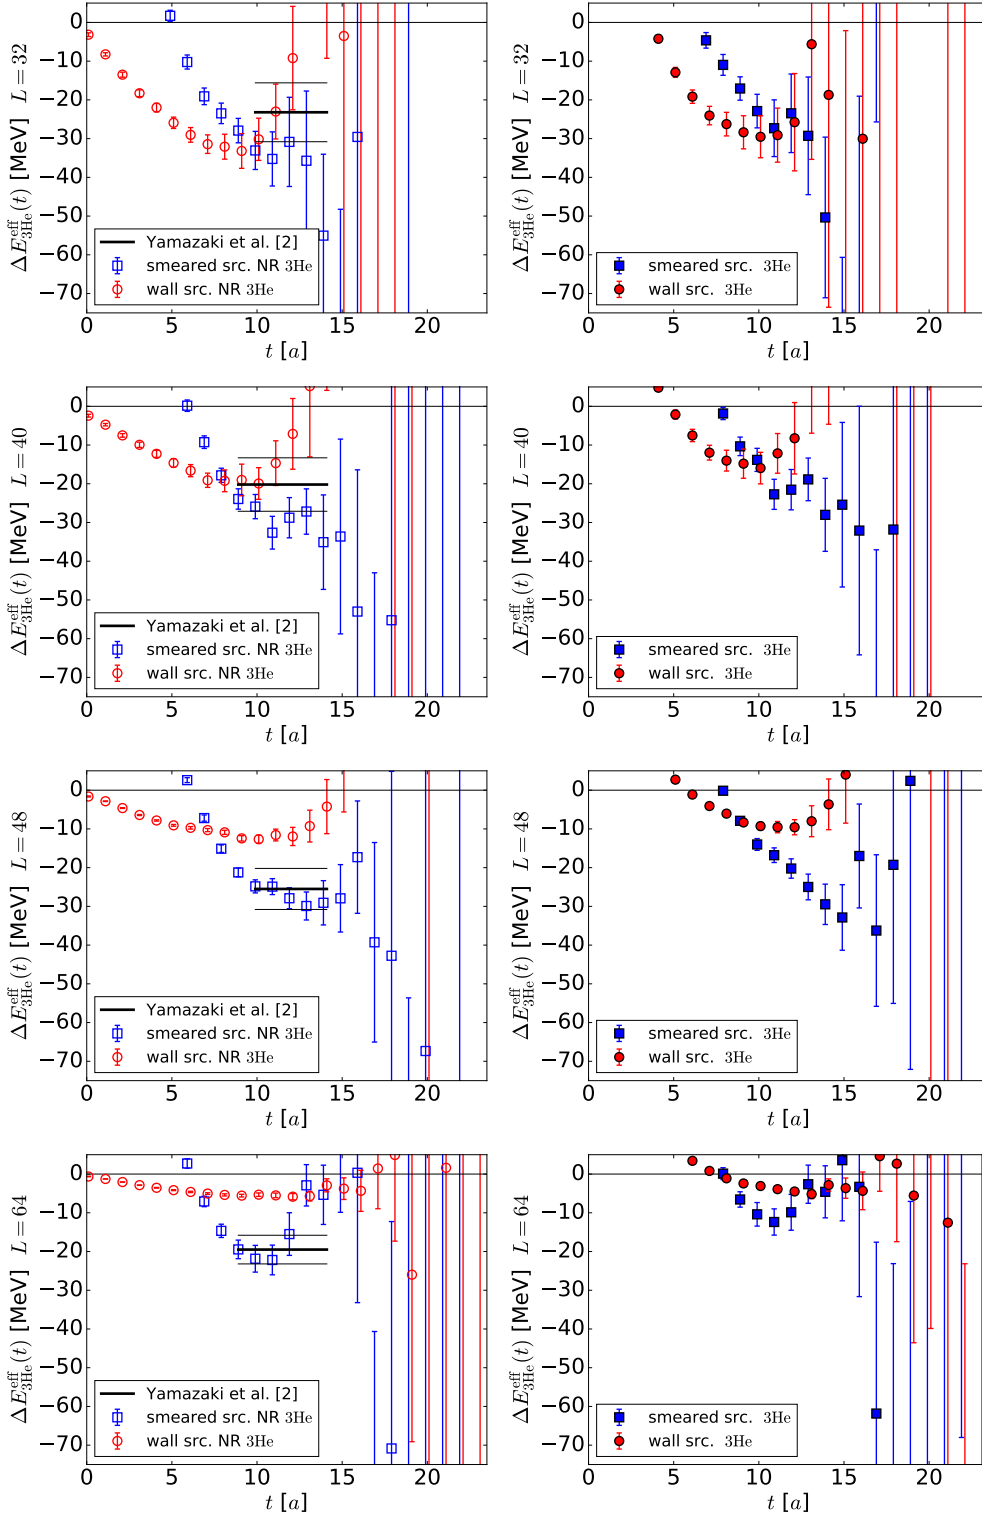 0
−10
−20
−30
−40
−50
−60
−70
ΔE^eff_3He(t) [MeV] L = 32
Yamazaki et al. [2]
smeared src. NR 3He
wall src. NR 3He
0 5 10 15 20
t [a]
0
−10
−20
−30
−40
−50
−60
−70
ΔE^eff_3He(t) [MeV] L = 32
smeared src. 3He
wall src. 3He
0 5 10 15 20
t [a]
0
−10
−20
−30
−40
−50
−60
−70
ΔE^eff_3He(t) [MeV] L = 40
Yamazaki et al. [2]
smeared src. NR 3He
wall src. NR 3He
0 5 10 15 20
t [a]
0
−10
−20
−30
−40
−50
−60
−70
ΔE^eff_3He(t) [MeV] L = 40
smeared src. 3He
wall src. 3He
0 5 10 15 20
t [a]
0
−10
−20
−30
−40
−50
−60
−70
ΔE^eff_3He(t) [MeV] L = 48
Yamazaki et al. [2]
smeared src. NR 3He
wall src. NR 3He
0 5 10 15 20
t [a]
0
−10
−20
−30
−40
−50
−60
−70
ΔE^eff_3He(t) [MeV] L = 48
smeared src. 3He
wall src. 3He
0 5 10 15 20
t [a]
0
−10
−20
−30
−40
−50
−60
−70
ΔE^eff_3He(t) [MeV] L = 64
Yamazaki et al. [2]
smeared src. NR 3He
wall src. NR 3He
0 5 10 15 20
t [a]
0
−10
−20
−30
−40
−50
−60
−70
ΔE^eff_3He(t) [MeV] L = 64
smeared src. 3He
wall src. 3He
0 5 10 15 20
t [a]